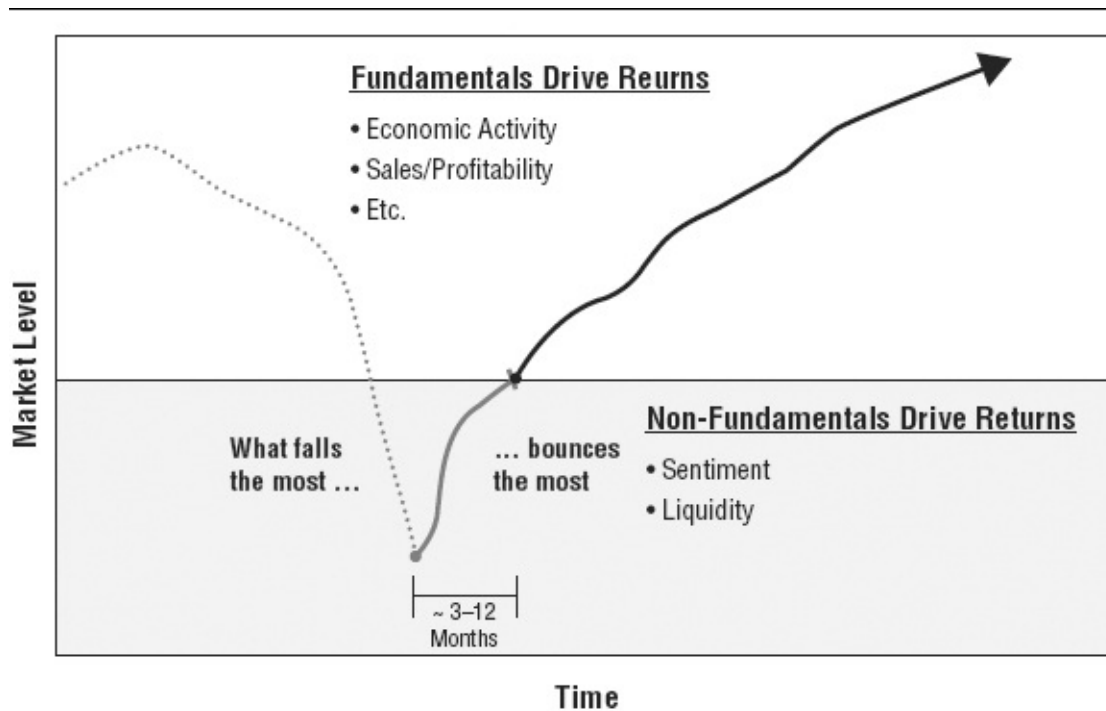 Fundamentals Drive Reurns
• Economic Activity
• Sales/Profitability
• Etc.
Market Level
What falls
the most ...
... bounces
the most
Non-Fundamentals Drive Returns
• Sentiment
• Liquidity
~ 3–12
Months
Time